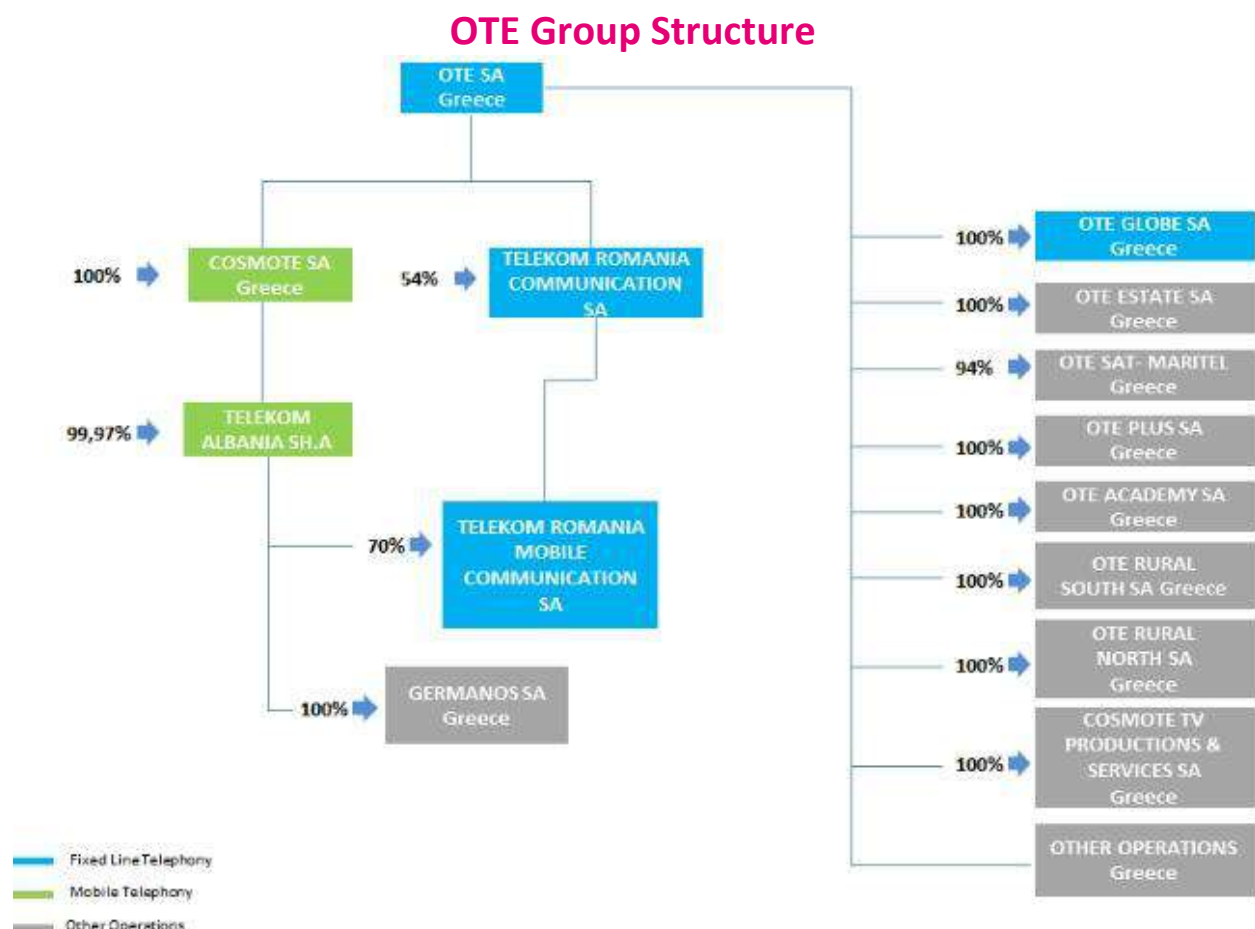 OTE Group Structure
OTE SA
Greece
100%
COSMOTE SA
Greece
54%
TELEKOM ROMANIA
COMMUNICATION
SA
99,97%
TELEKOM
ALBANIA SH.A
70%
TELEKOM ROMANIA
MOBILE
COMMUNICATION
SA
100%
GERMANOS SA
Greece
100%
OTE GLOBE SA
Greece
100%
OTE ESTATE SA
Greece
94%
OTE SAT- MARITEL
Greece
100%
OTE PLUS SA
Greece
100%
OTE ACADEMY SA
Greece
100%
OTE RURAL
SOUTH SA Greece
100%
OTE RURAL
NORTH SA
Greece
100%
COSMOTE TV
PRODUCTIONS &
SERVICES SA
Greece
OTHER OPERATIONS
Greece
Fixed Line Telephony
Mobile Telephony
Other Operations